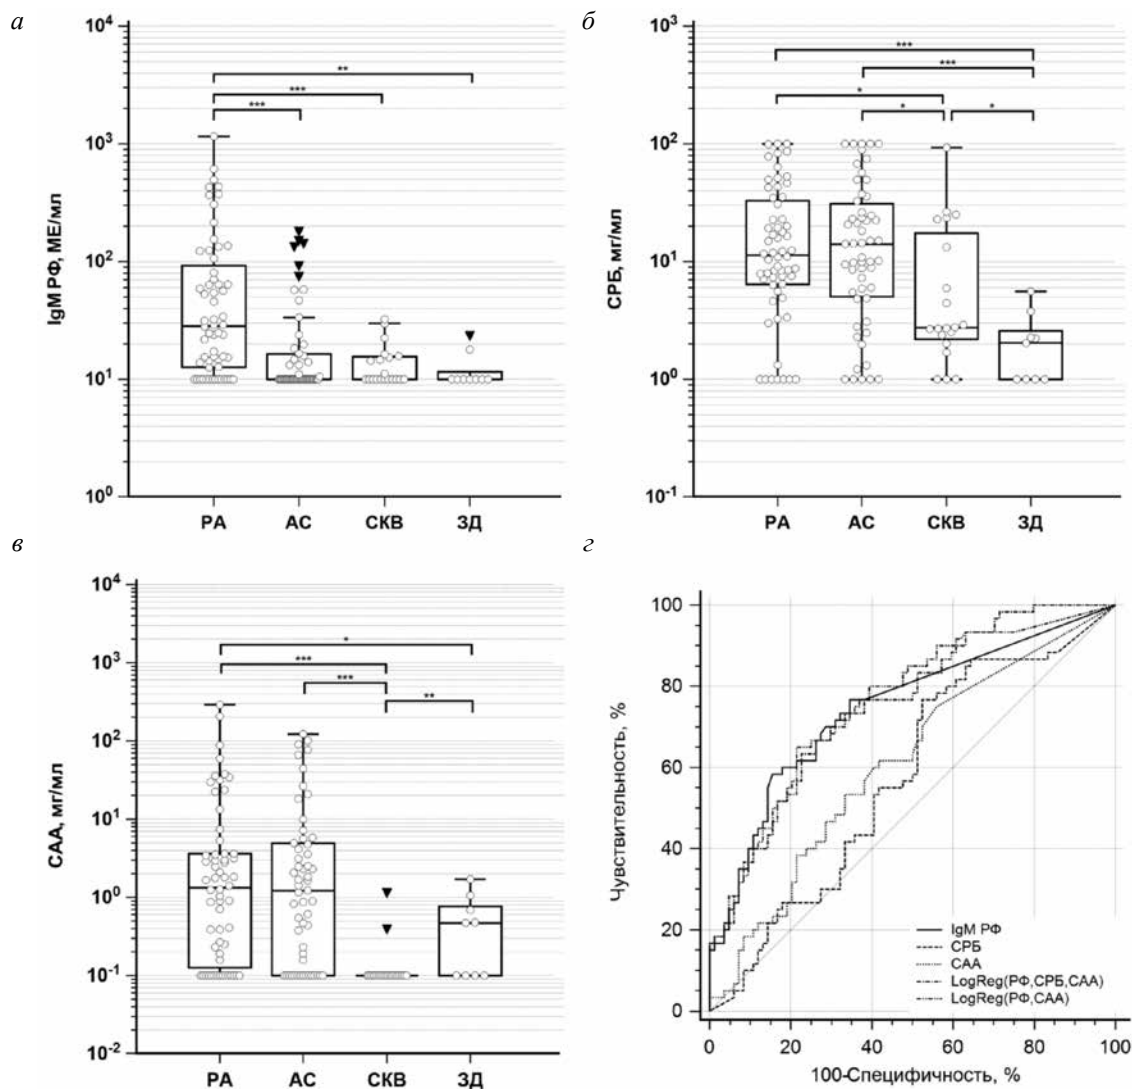 а
10⁴
10³
10²
10¹
10⁰
IgM РФ, МЕ/мл
**
***
***
РА
АС
СКВ
ЗД
б
10³
10²
10¹
10⁰
10⁻¹
СРБ, мг/мл
***
***
*
*
*
РА
АС
СКВ
ЗД
в
10⁴
10³
10²
10¹
10⁰
10⁻¹
10⁻²
САА, мг/мл
*
***
***
**
РА
АС
СКВ
ЗД
г
100
80
60
40
20
0
Чувствительность, %
IgM РФ
СРБ
САА
LogReg(РФ,СРБ,САА)
LogReg(РФ,САА)
0
20
40
60
80
100
100-Специфичность, %